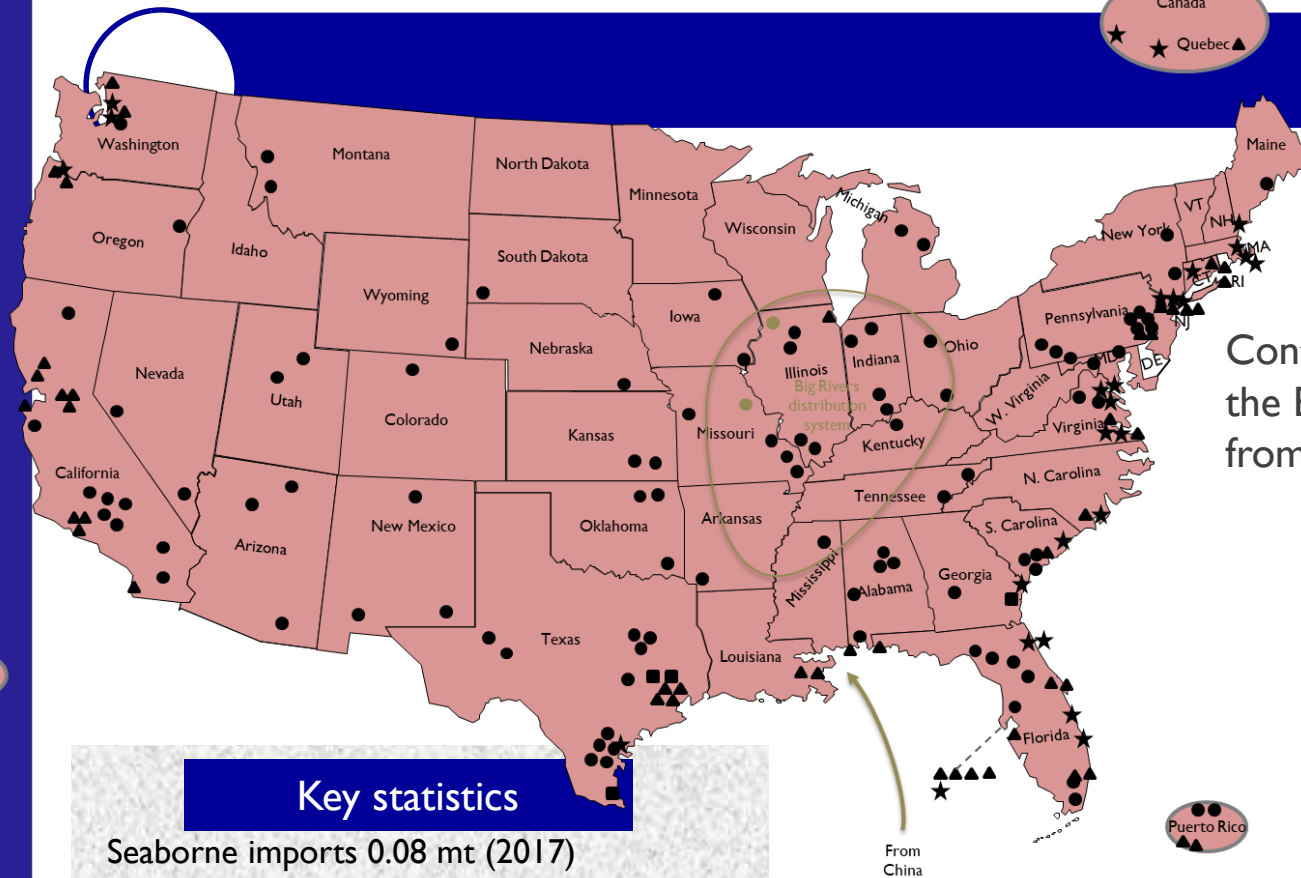 Canada
Quebec
Washington
Montana
North Dakota
Minnesota
Maine
VT
NH
Michigan
Wisconsin
New York
MA
Oregon
Idaho
South Dakota
CT
RI
Wyoming
Iowa
Pennsylvania
NJ
Nebraska
Ohio
Indiana
Illinois
MD
DE
Nevada
Utah
Big Rivers
distribution
system
W. Virginia
Colorado
Kansas
Missouri
Kentucky
Virginia
California
N. Carolina
Tennessee
New Mexico
Oklahoma
Arkansas
S. Carolina
Arizona
Mississippi
Alabama
Georgia
Texas
Louisiana
Florida
the
from
Key statistics
Seaborne imports 0.08 mt (2017)
From
China
Puerto Rico